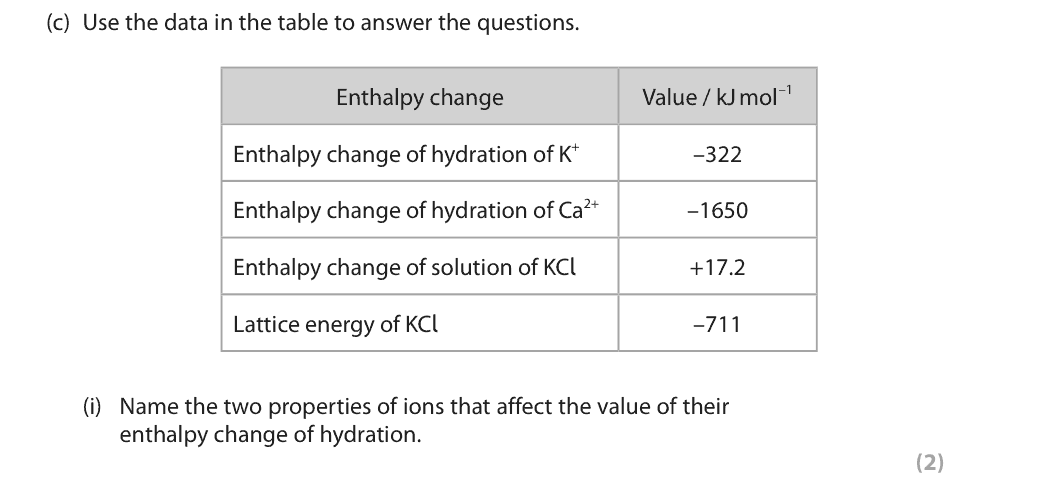 (c) Use the data in the table to answer the questions.
Enthalpy change Value / kJ mol⁻¹
Enthalpy change of hydration of K⁺ –322
Enthalpy change of hydration of Ca²⁺ –1650
Enthalpy change of solution of KCl +17.2
Lattice energy of KCl –711
(i) Name the two properties of ions that affect the value of their
enthalpy change of hydration.
(2)